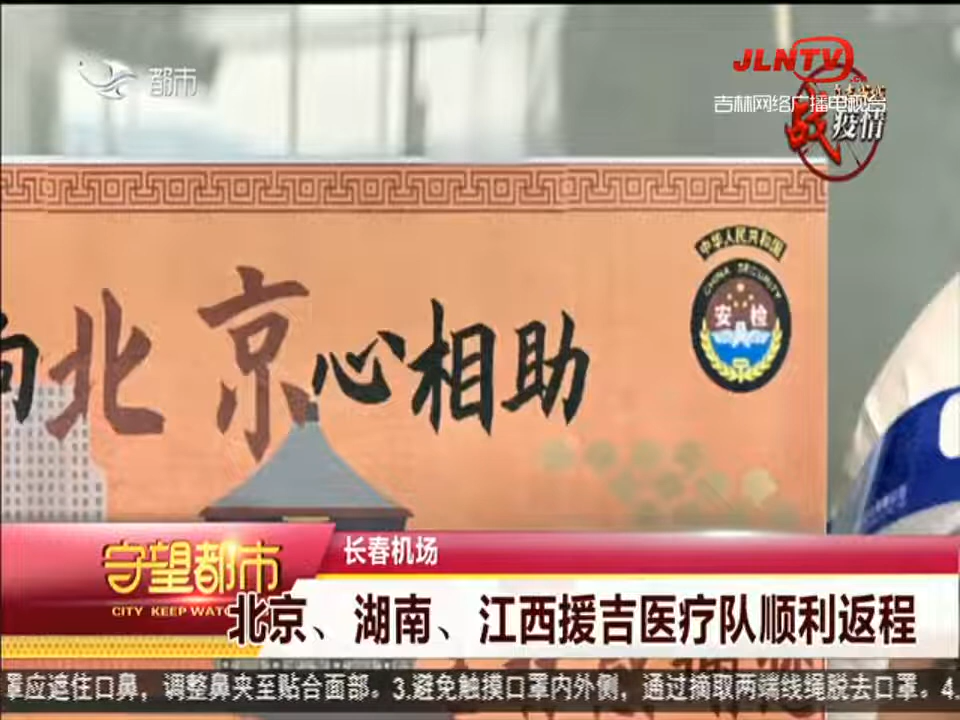 都市
JLNTV
吉林网络广播电视台
战疫情
中华人民共和国
CHINA SECURITY
安检
向北京心相助
守望都市
CITY KEEP WATC
长春机场
北京、湖南、江西援吉医疗队顺利返程
罩应遮住口鼻，调整鼻夹至贴合面部。3.避免触摸口罩内外侧，通过摘取两端线绳脱去口罩。4.